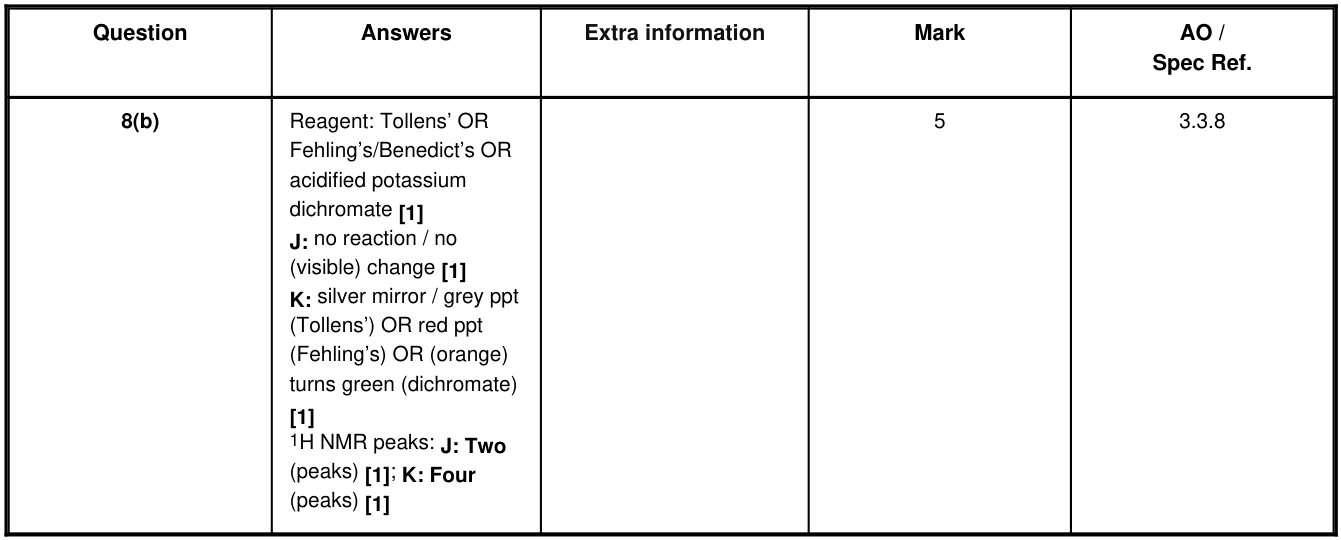 Question Answers Extra information Mark AO /
Spec Ref.
8(b) Reagent: Tollens’ OR 5 3.3.8
Fehling’s/Benedict’s OR
acidified potassium
dichromate [1]
J: no reaction / no
(visible) change [1]
K: silver mirror / grey ppt
(Tollens’) OR red ppt
(Fehling’s) OR (orange)
turns green (dichromate)
[1]
1H NMR peaks: J: Two
(peaks) [1]; K: Four
(peaks) [1]